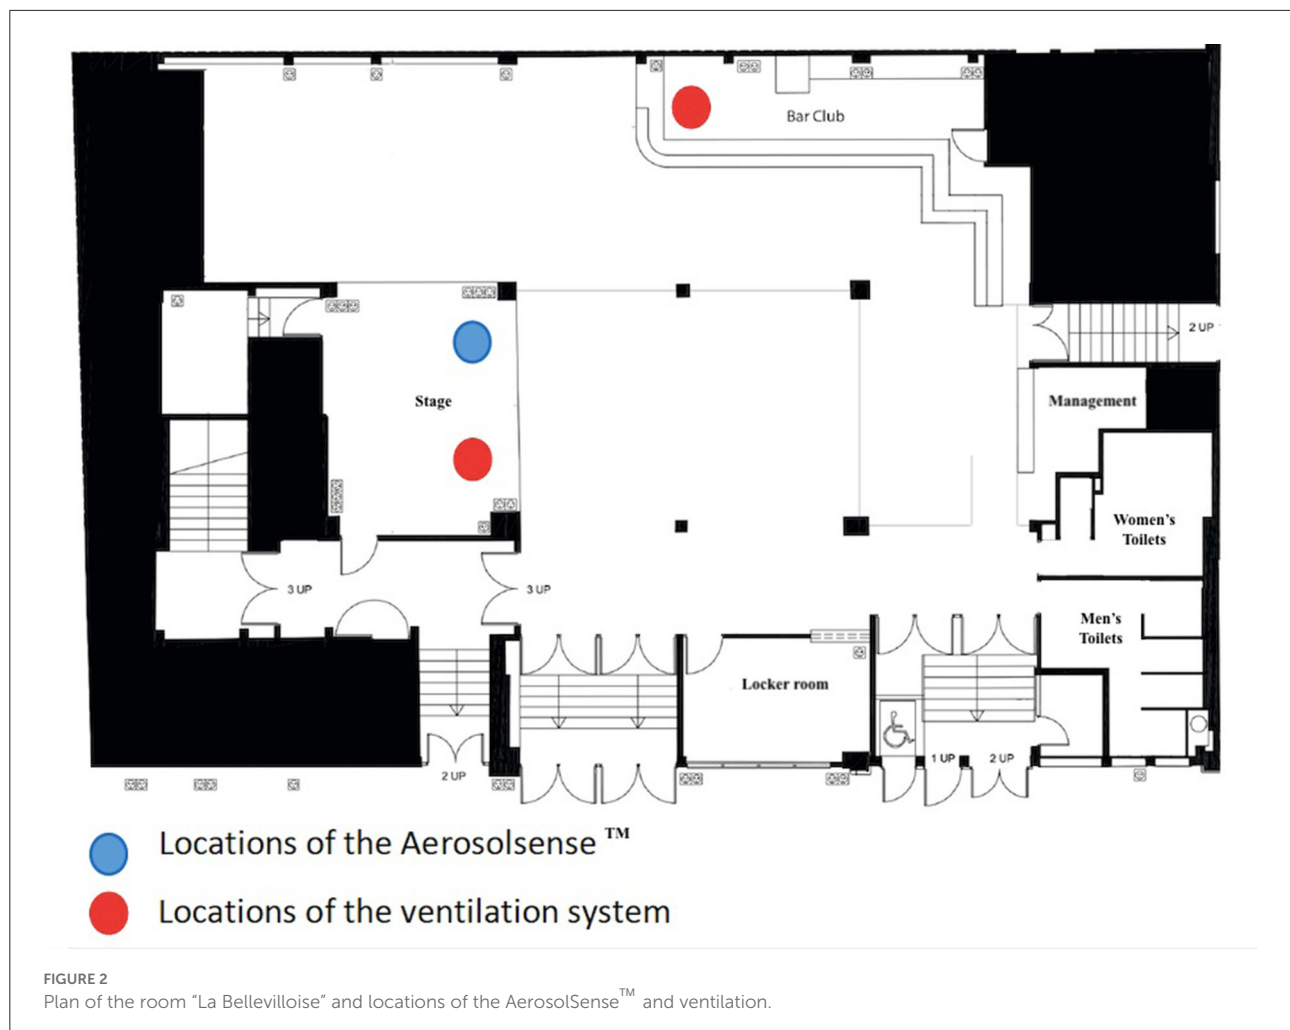 Bar Club
2 UP
Stage
Management
Women's
Toilets
3 UP
3 UP
Men's
Toilets
Locker room
2 UP
1 UP
2 UP
Locations of the Aerosolsense ™
Locations of the ventilation system
FIGURE 2
Plan of the room “La Bellevilloise” and locations of the AerosolSense™ and ventilation.